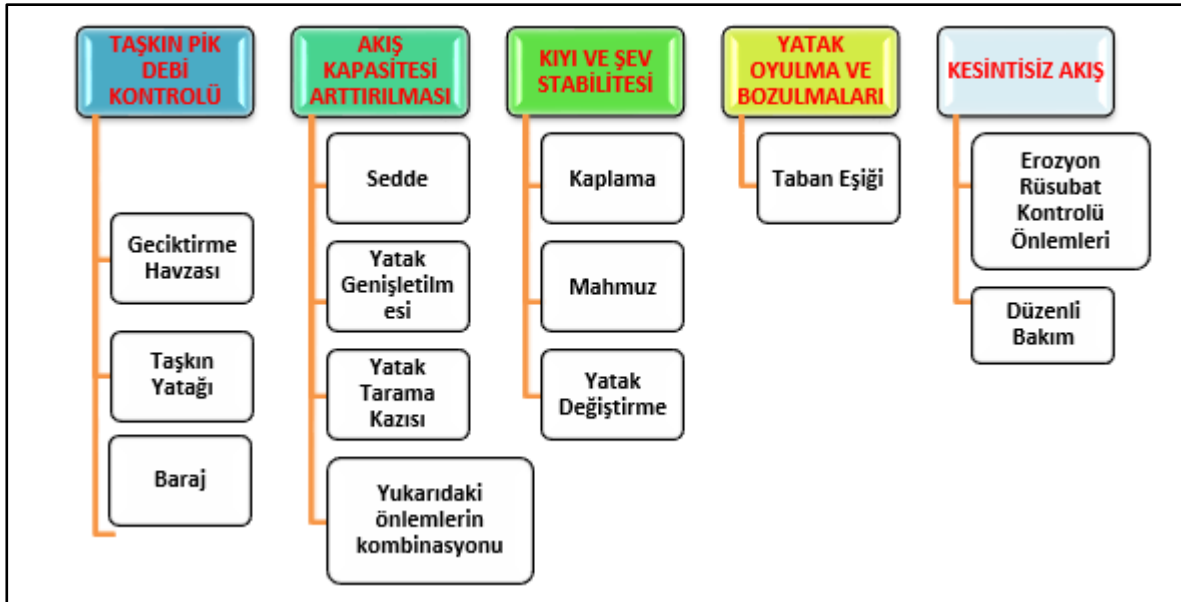 TAŞKIN PİK
DEBİ
KONTROLÜ
Geciktirme
Havzası
Taşkın
Yatağı
Baraj
AKIŞ
KAPASİTESİ
ARTTIRILMASI
Sedde
Yatak
Genişletilm
esi
Yatak
Tarama
Kazısı
Yukarıdaki
önlemlerin
kombinasyonu
KIYI VE ŞEV
STABİLİTESİ
Kaplama
Mahmuz
Yatak
Değiştirme
YATAK
OYULMA VE
BOZULMALARI
Taban Eşiği
KESİNTİSİZ AKIŞ
Erozyon
Rüsubat
Kontrolü
Önlemleri
Düzenli
Bakım